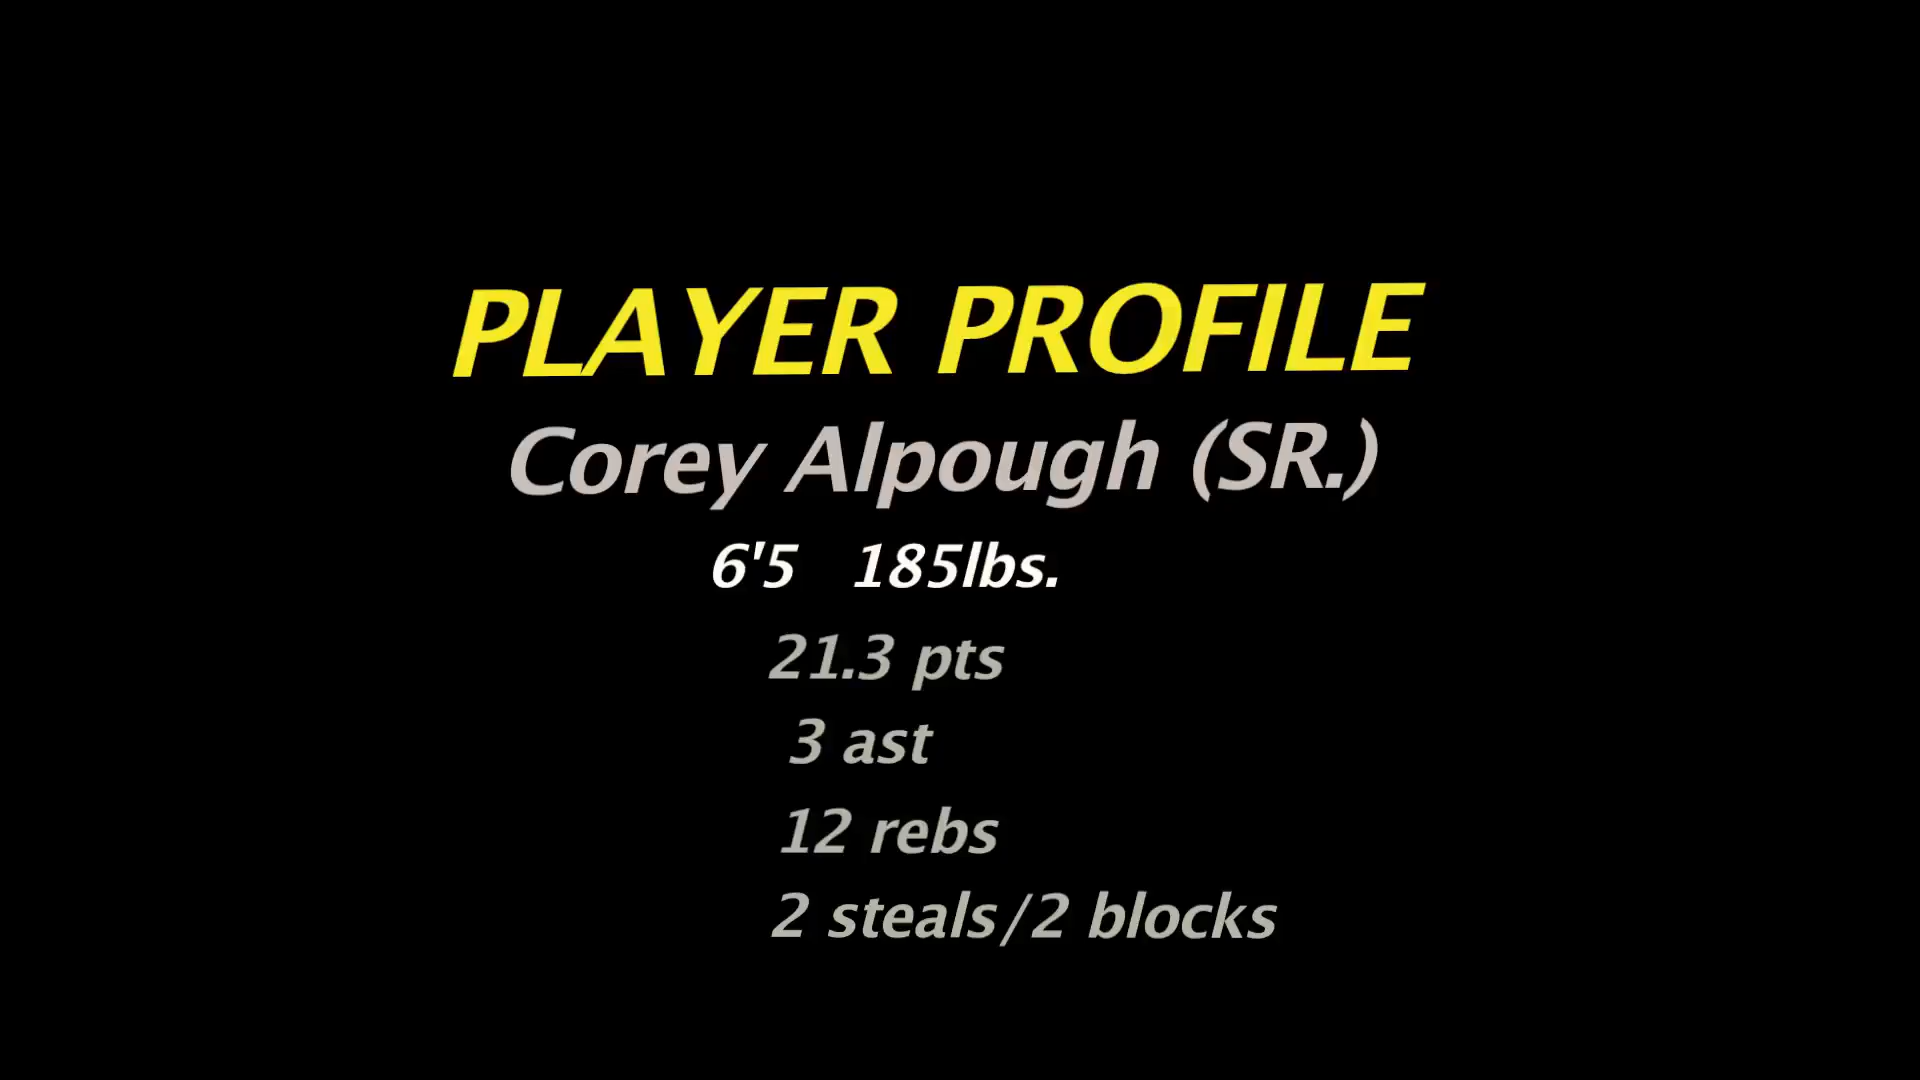 PLAYER PROFILE
Corey Alpough (SR.)
6'5 185lbs.
21.3 pts
3 ast
12 rebs
2 steals/2 blocks